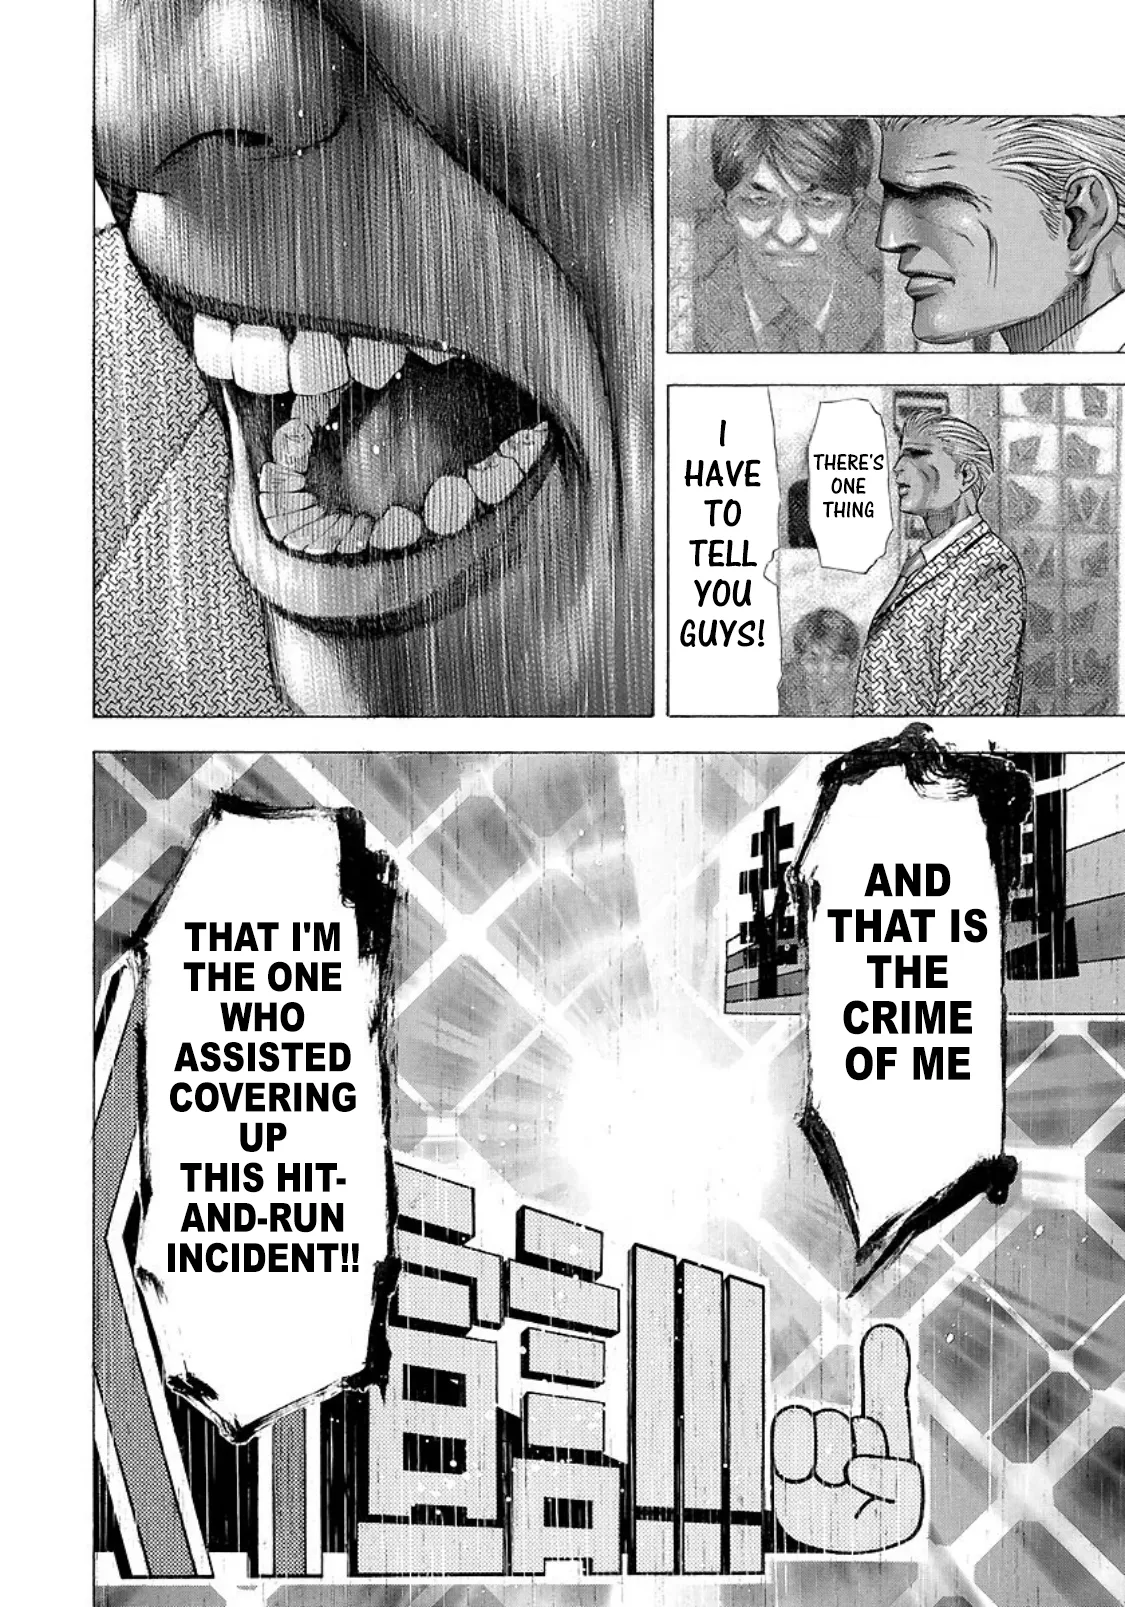 THERE'S
ONE
THING
I
HAVE
TO
TELL
YOU
GUYS!
AND
THAT IS
THE
CRIME
OF ME
THAT I'M
THE ONE
WHO
ASSISTED
COVERING
UP
THIS HIT-
AND-RUN
INCIDENT!!